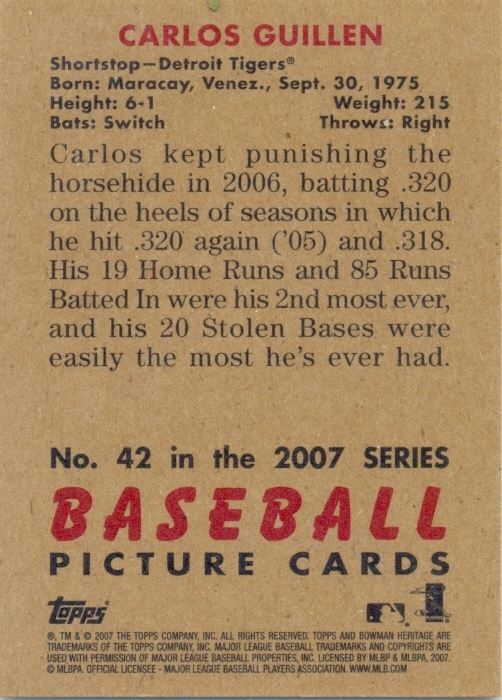 CARLOS GUILLEN
Shortstop—Detroit Tigers®
Born: Maracay, Venez., Sept. 30, 1975
Height: 6-1 Weight: 215
Bats: Switch Throws: Right
Carlos kept punishing the
horsehide in 2006, batting .320
on the heels of seasons in which
he hit .320 again ('05) and .318.
His 19 Home Runs and 85 Runs
Batted In were his 2nd most ever,
and his 20 Stolen Bases were
easily the most he's ever had.
No. 42 in the 2007 SERIES
BASEBALL
PICTURE CARDS
topps
®, TM & © 2007 THE TOPPS COMPANY, INC. ALL RIGHTS RESERVED. TOPPS AND BOWMAN HERITAGE ARE
TRADEMARKS OF THE TOPPS COMPANY, INC. MAJOR LEAGUE BASEBALL TRADEMARKS AND COPYRIGHTS ARE
USED WITH PERMISSION OF MAJOR LEAGUE BASEBALL PROPERTIES, INC. LICENSED BY MLBP & MLBPA, 2007.
© MLBPA. OFFICIAL LICENSEE - MAJOR LEAGUE BASEBALL PLAYERS ASSOCIATION. WWW.MLB.COM